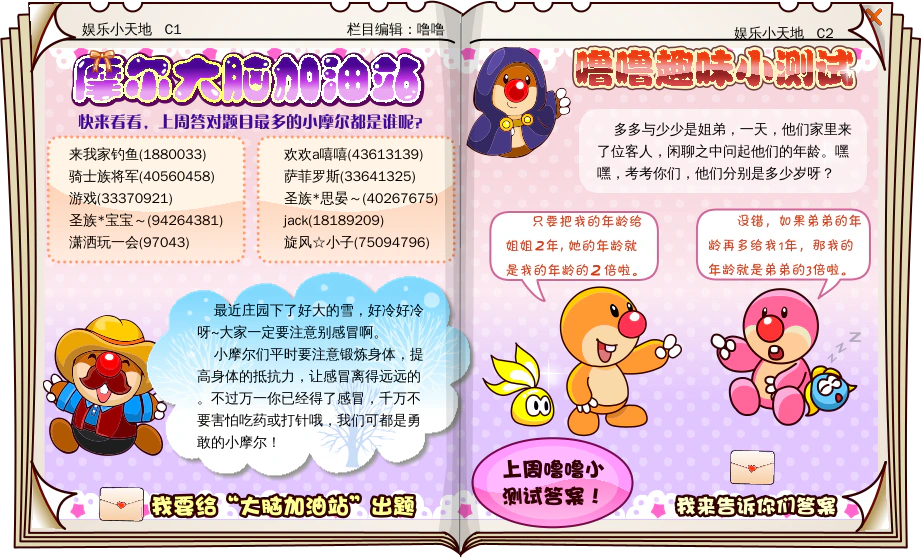 娱乐小天地 C1
栏目编辑：噜噜
摩尔大脑加油站
快来看看，上周答对题目最多的小摩尔都是谁呢?
来我家钓鱼(1880033)
骑士族将军(40560458)
游戏(33370921)
圣族*宝宝～(94264381)
潇洒玩一会(97043)
欢欢a嘻嘻(43613139)
萨菲罗斯(33641325)
圣族*思晏～(40267675)
jack(18189209)
旋风☆小子(75094796)
最近庄园下了好大的雪，好冷好冷
呀~大家一定要注意别感冒啊。
小摩尔们平时要注意锻炼身体，提
高身体的抵抗力，让感冒离得远远的
。不过万一你已经得了感冒，千万不
要害怕吃药或打针哦，我们可都是勇
敢的小摩尔！
我要给“大脑加油站”出题
娱乐小天地 C2
噜噜趣味小测试
多多与少少是姐弟，一天，他们家里来
了位客人，闲聊之中问起他们的年龄。嘿
嘿，考考你们，他们分别是多少岁呀？
只要把我的年龄给
姐姐2年，她的年龄就
是我的年龄的2倍啦。
没错，如果弟弟的年
龄再多给我1年，那我的
年龄就是弟弟的3倍啦。
zzZZ
上周噜噜小
测试答案！
我来告诉你们答案